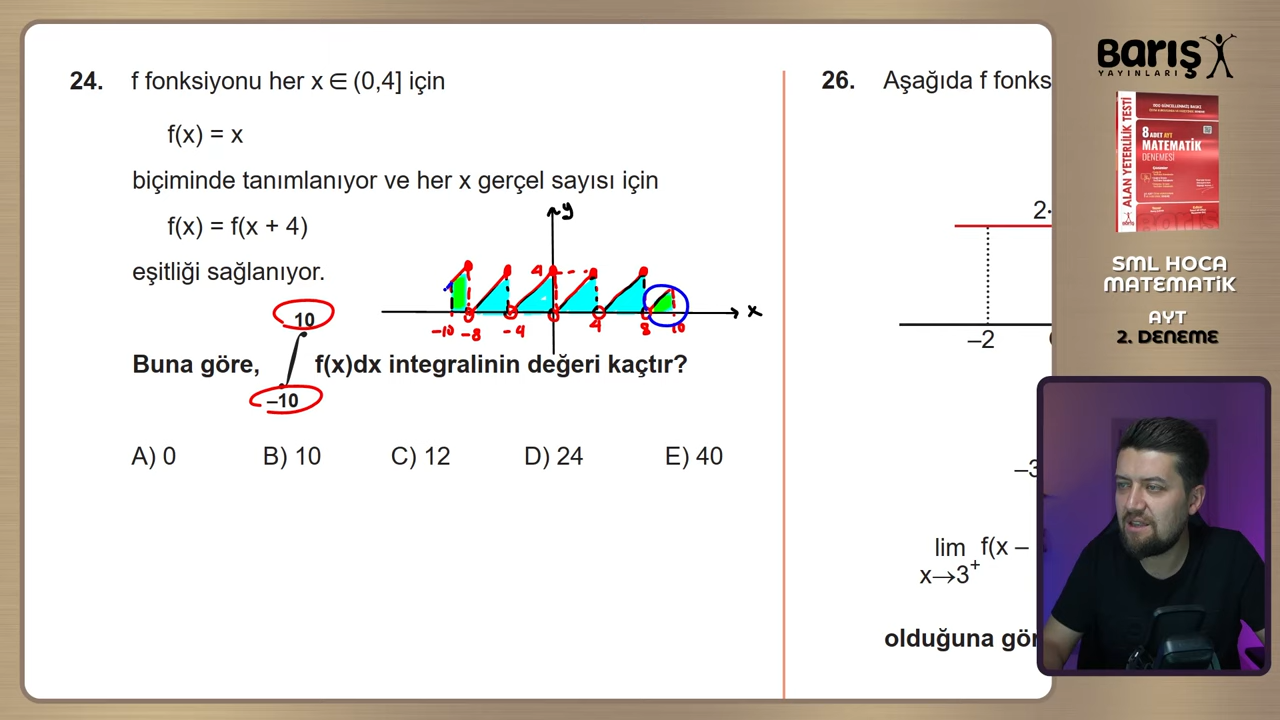 24. f fonksiyonu her x ∈ (0,4] için
f(x) = x
biçiminde tanımlanıyor ve her x gerçel sayısı için
f(x) = f(x + 4)
eşitliği sağlanıyor.
y
4
x
-10 -8 -4 4 8 10
10
Buna göre, ∫ f(x)dx integralinin değeri kaçtır?
–10
A) 0 B) 10 C) 12 D) 24 E) 40
26. Aşağıda f fonks
2
–2
–3
lim f(x –
x→3⁺
olduğuna gör
BARIŞ
YAYINLARI
ALAN YETERLİLİK TESTİ
8 ADET AYT
MATEMATİK
DENEMESİ
SML HOCA
MATEMATİK
AYT
2. DENEME